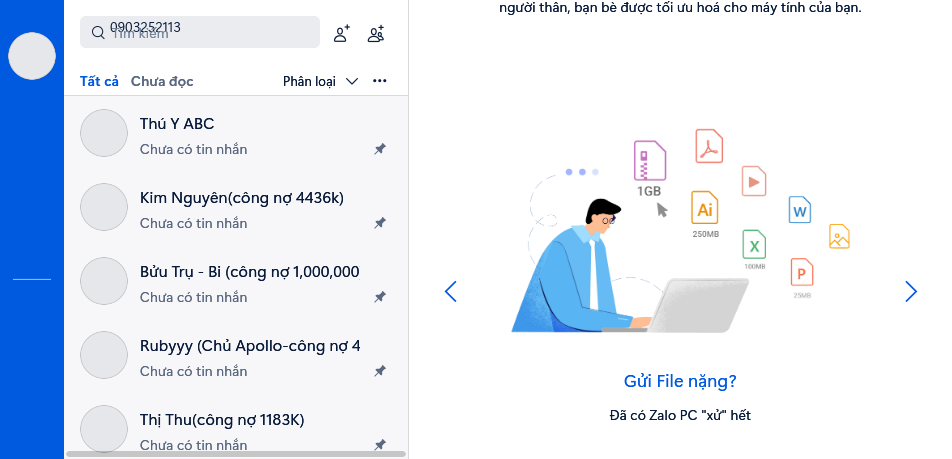 người thân, bạn bè được tối ưu hoá cho máy tính của bạn.
0903252113
Tìm kiếm
Tất cả Chưa đọc Phân loại
Thú Y ABC
Chưa có tin nhắn
Kim Nguyên(công nợ 4436k)
Chưa có tin nhắn
Bửu Trụ - Bi (công nợ 1,000,000
Chưa có tin nhắn
Rubyyy (Chủ Apollo-công nợ 4
Chưa có tin nhắn
Thị Thu(công nợ 1183K)
Chưa có tin nhắn
1GB
Ai
250MB
W
X
100MB
P
25MB
Gửi File nặng?
Đã có Zalo PC "xử" hết